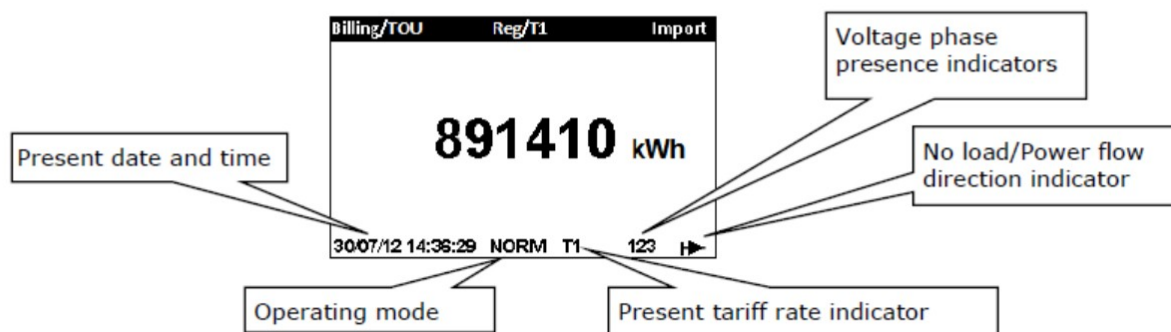 Billing/TOU Reg/T1 Import
Voltage phase
presence indicators
891410 kWh
Present date and time
No load/Power flow
direction indicator
30/07/12 14:36:29 NORM T1 123
Operating mode
Present tariff rate indicator